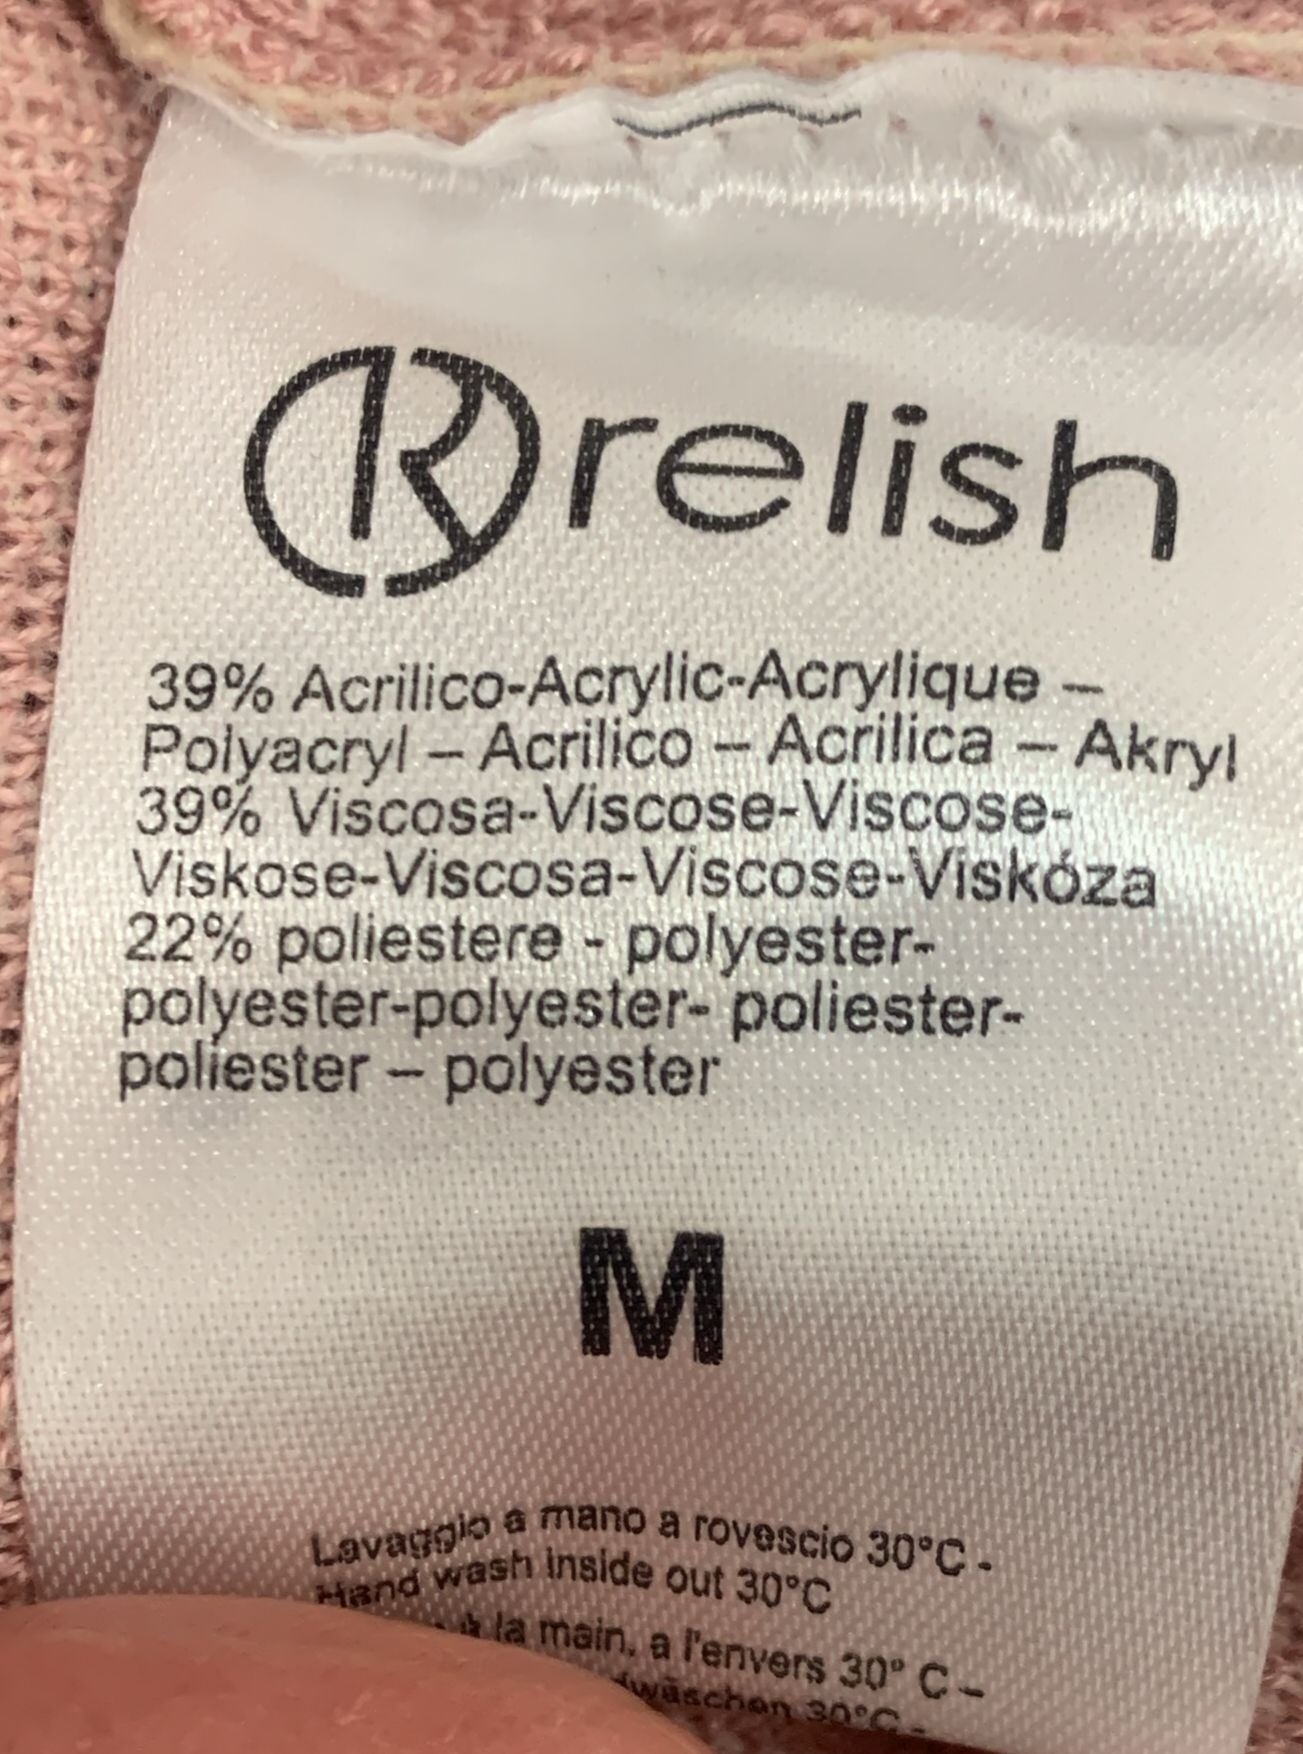 relish
39% Acrilico-Acrylic-Acrylique –
Polyacryl – Acrilico – Acrilica – Akryl
39% Viscosa-Viscose-Viscose-
Viskose-Viscosa-Viscose-Viskóza
22% poliestere - polyester-
polyester-polyester- poliester-
poliester – polyester
M
Lavaggio a mano a rovescio 30°C -
Hand wash inside out 30°C
la main, a l'envers 30° C –
30°C -